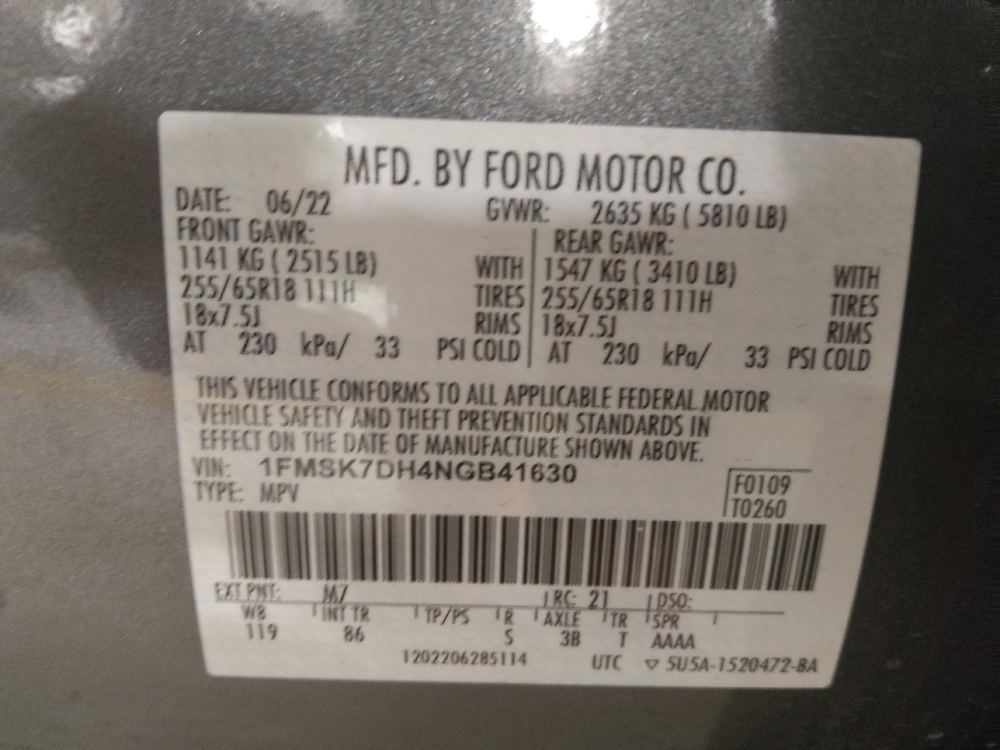 MFD. BY FORD MOTOR CO.
DATE: 06/22 GVWR: 2635 KG ( 5810 LB)
FRONT GAWR: REAR GAWR:
1141 KG ( 2515 LB) WITH 1547 KG ( 3410 LB) WITH
255/65R18 111H TIRES 255/65R18 111H TIRES
18x7.5J RIMS 18x7.5J RIMS
AT 230 kPa/ 33 PSI COLD AT 230 kPa/ 33 PSI COLD
THIS VEHICLE CONFORMS TO ALL APPLICABLE FEDERAL MOTOR
VEHICLE SAFETY AND THEFT PREVENTION STANDARDS IN
EFFECT ON THE DATE OF MANUFACTURE SHOWN ABOVE.
VIN: 1FMSK7DH4NGB41630 F0109
TYPE: MPV T0260
EXT PNT: M7 RC: 21 DSO:
WB INT TR TP/PS R AXLE TR SPR
119 86 S 3B T AAAA
1202206285114 UTC ▽ 5U5A-1520472-BA